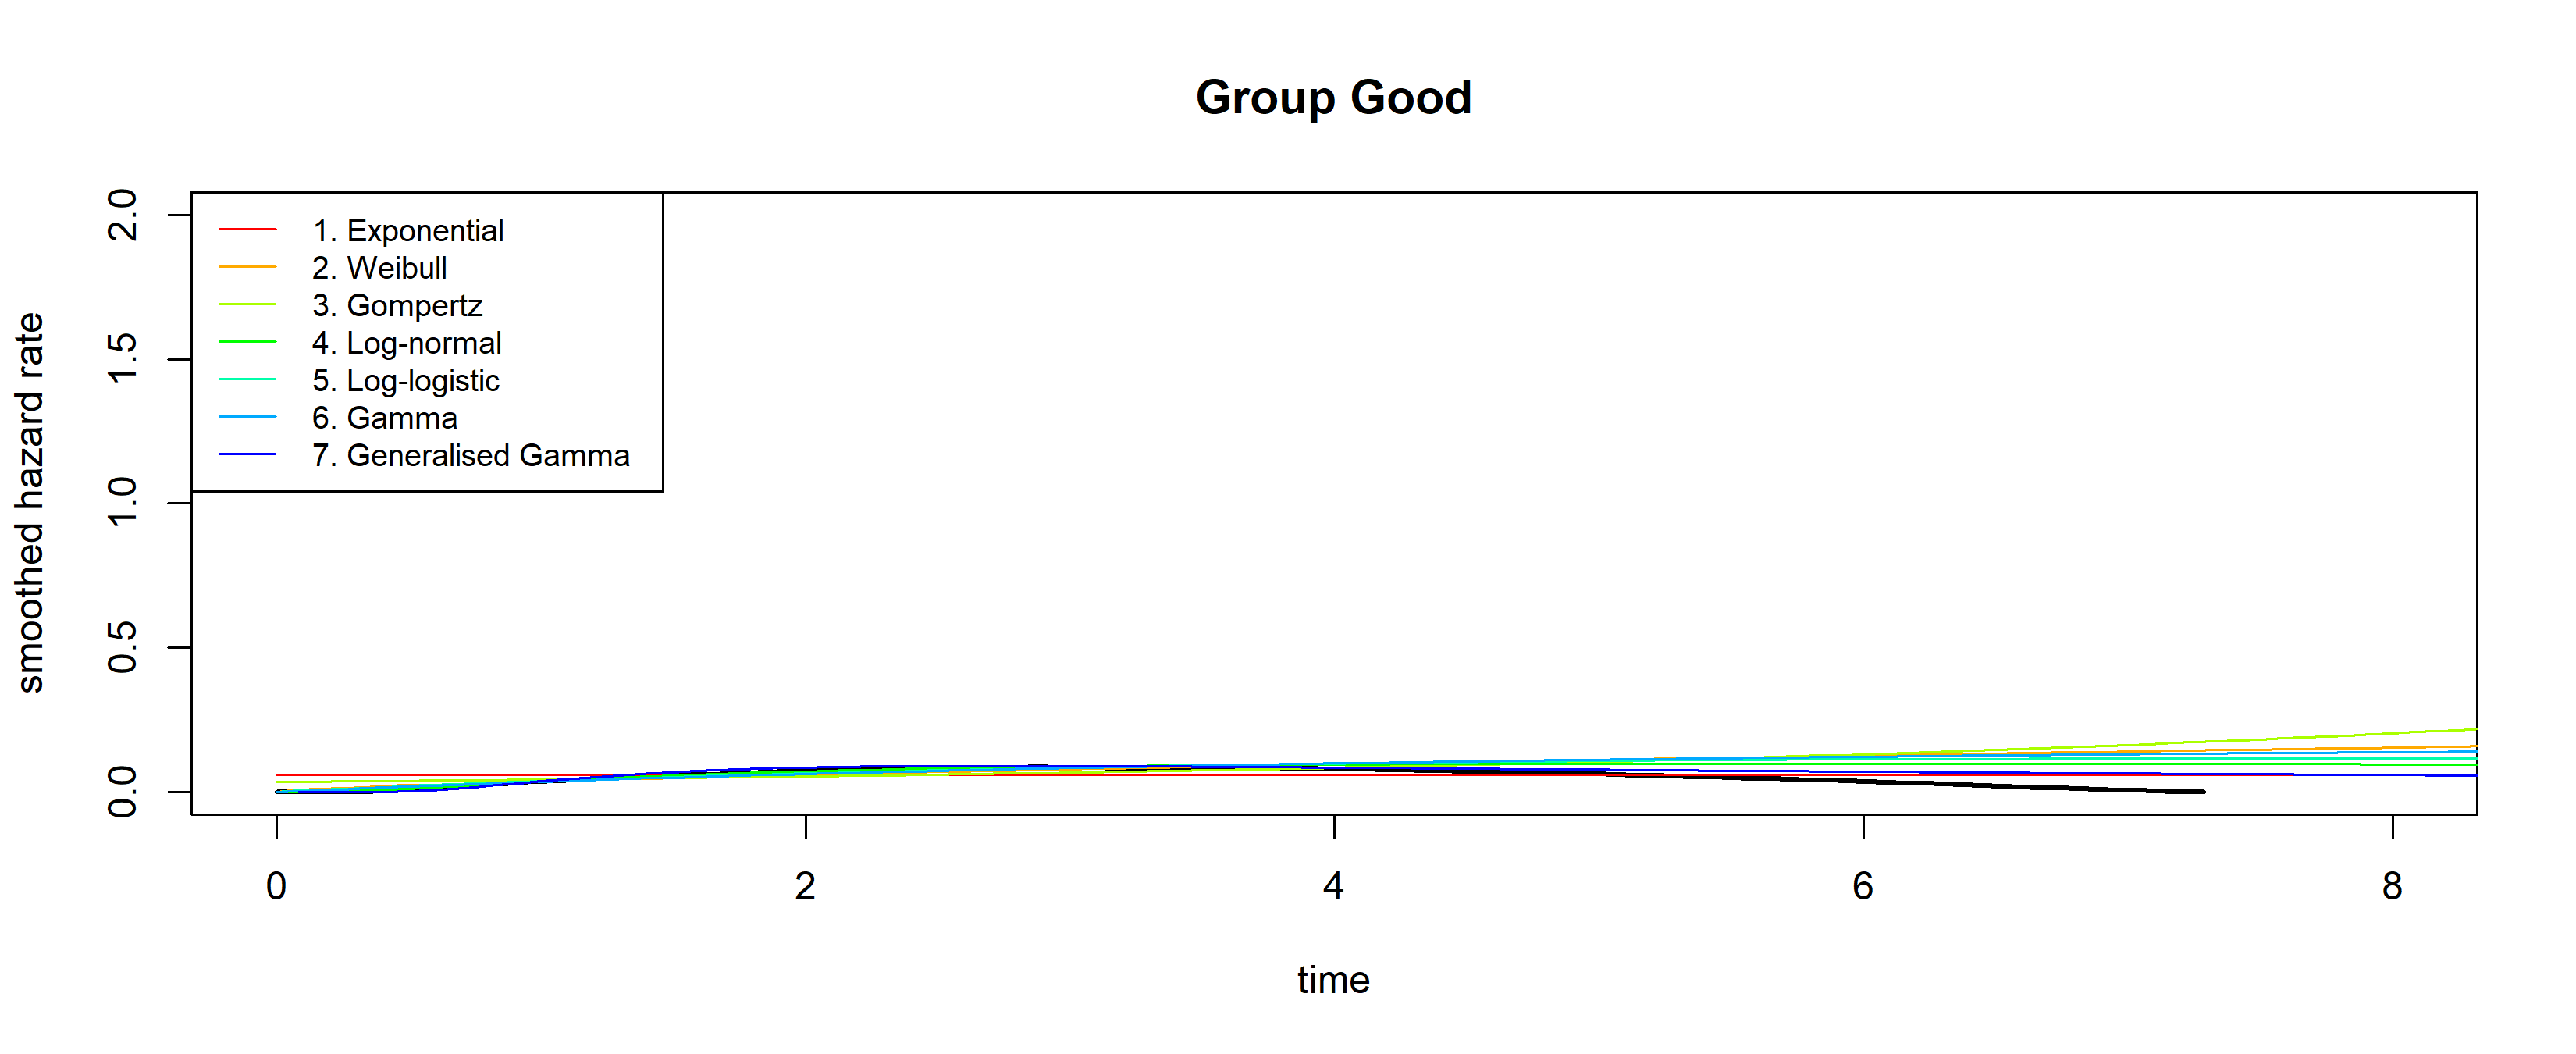 Group Good
smoothed hazard rate
2.0
1.5
1.0
0.5
0.0
1. Exponential
2. Weibull
3. Gompertz
4. Log-normal
5. Log-logistic
6. Gamma
7. Generalised Gamma
0 2 4 6 8
time